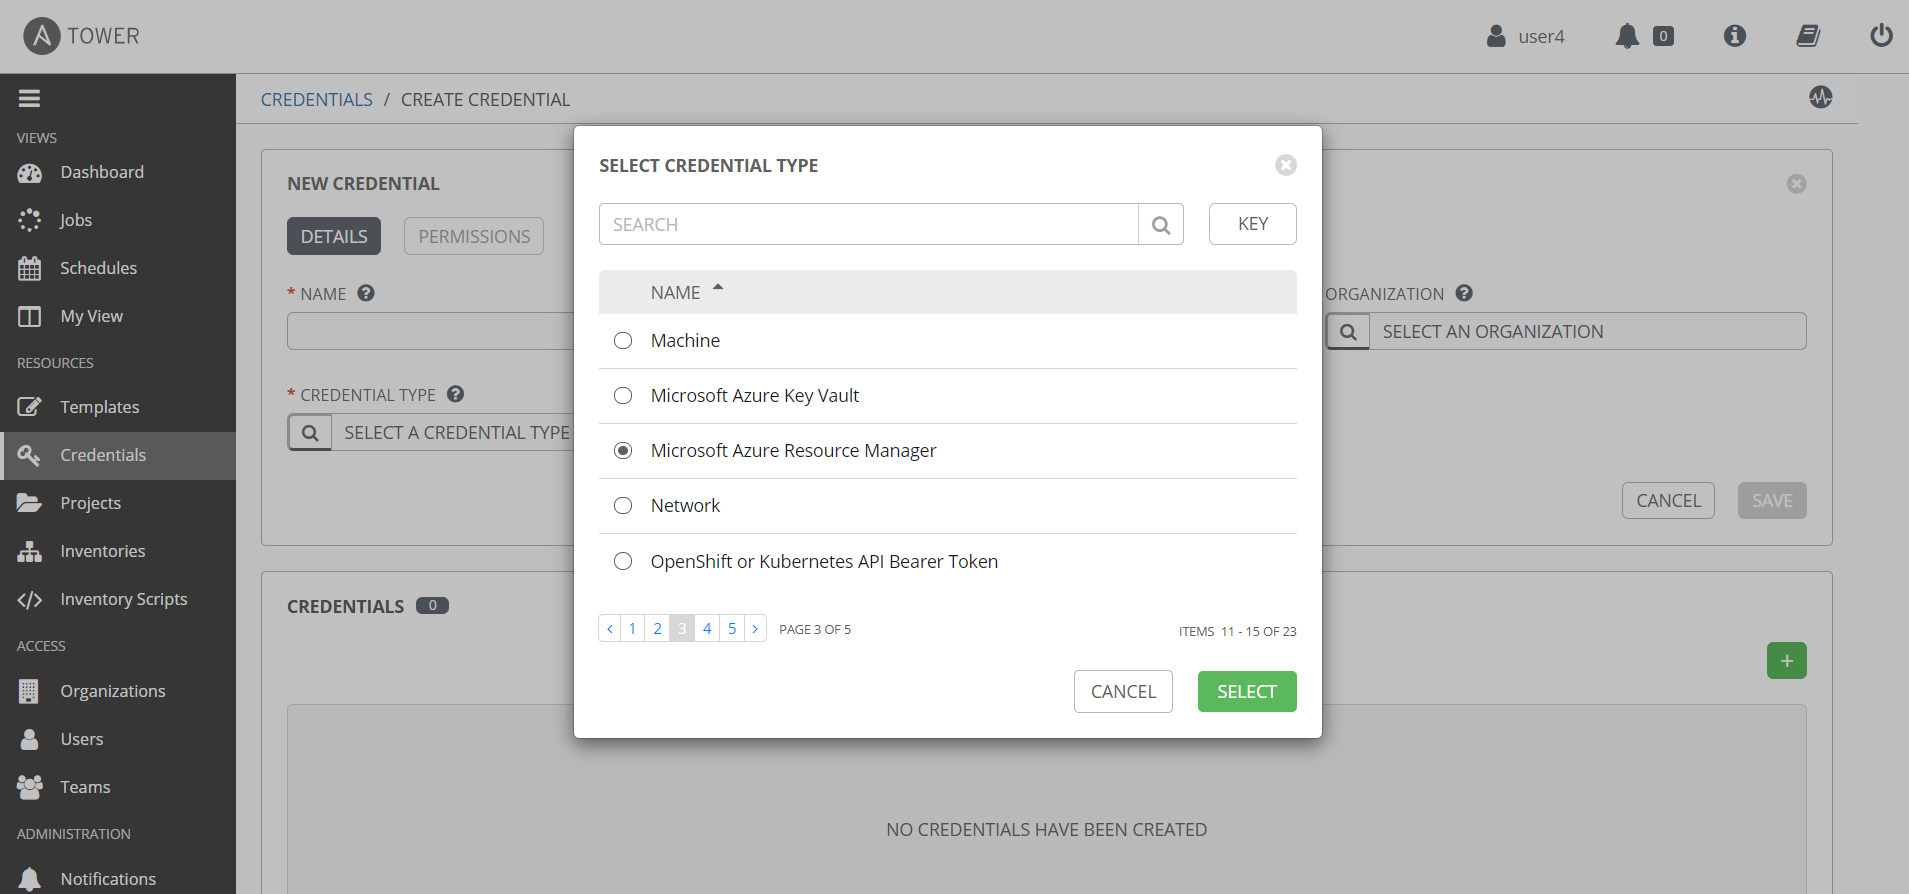 A TOWER
user4
0
CREDENTIALS / CREATE CREDENTIAL
VIEWS
Dashboard
Jobs
Schedules
My View
RESOURCES
Templates
Credentials
Projects
Inventories
Inventory Scripts
ACCESS
Organizations
Users
Teams
ADMINISTRATION
Notifications
NEW CREDENTIAL
DETAILS
PERMISSIONS
* NAME
ORGANIZATION
SELECT AN ORGANIZATION
* CREDENTIAL TYPE
SELECT A CREDENTIAL TYPE
CANCEL
SAVE
SELECT CREDENTIAL TYPE
SEARCH
KEY
NAME
Machine
Microsoft Azure Key Vault
Microsoft Azure Resource Manager
Network
OpenShift or Kubernetes API Bearer Token
< 1 2 3 4 5 > PAGE 3 OF 5
ITEMS 11 - 15 OF 23
CANCEL
SELECT
CREDENTIALS 0
+
NO CREDENTIALS HAVE BEEN CREATED